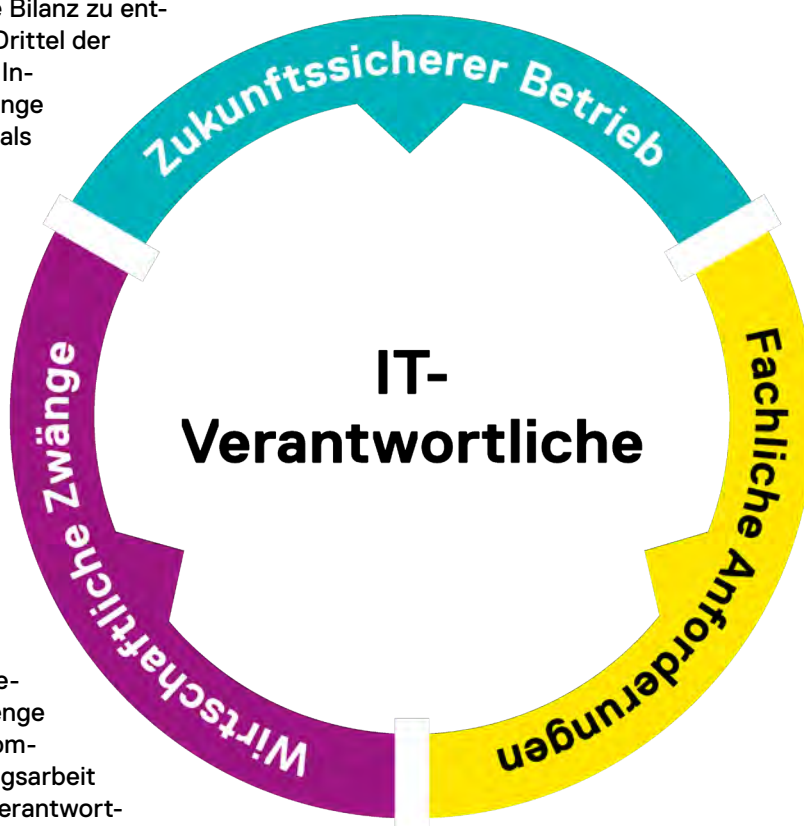 e Bilanz zu ent-
Drittel der
In-
nge
als
Zukunftssicherer Betrieb
Wirtschaftliche Zwänge
IT-
Verantwortliche
Fachliche Anforderungen
e-
enge
om-
gsarbeit
erantwort-